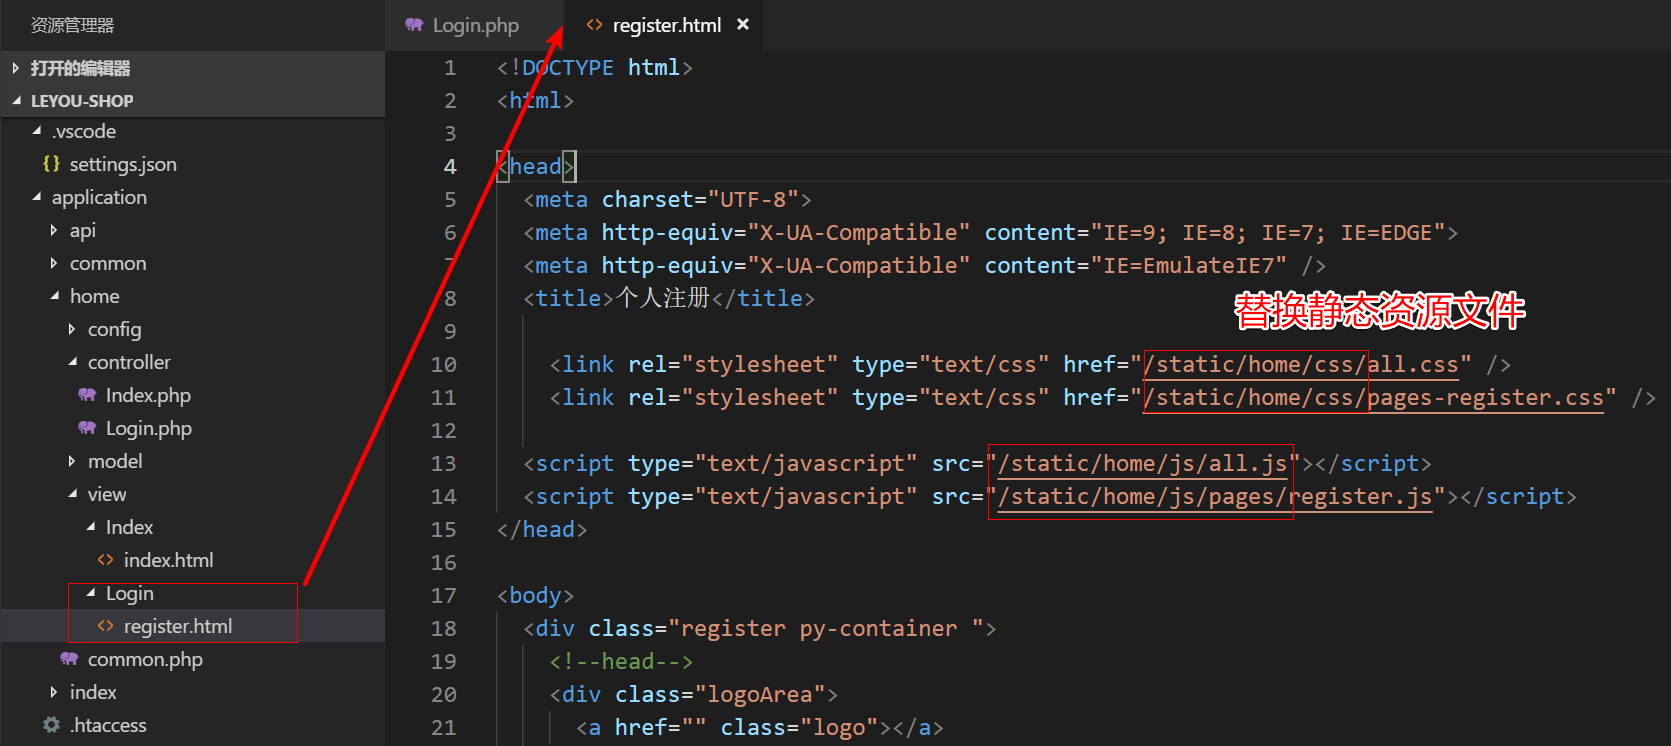 资源管理器
打开的编辑器
LEYOU-SHOP
.vscode
{} settings.json
application
api
common
home
config
controller
Index.php
Login.php
model
view
Index
<> index.html
Login
<> register.html
common.php
index
.htaccess
Login.php <> register.html ×
1 <!DOCTYPE html>
2 <html>
3
4 <head>
5 <meta charset="UTF-8">
6 <meta http-equiv="X-UA-Compatible" content="IE=9; IE=8; IE=7; IE=EDGE">
7 <meta http-equiv="X-UA-Compatible" content="IE=EmulateIE7" />
8 <title>个人注册</title>
替换静态资源文件
9
10 <link rel="stylesheet" type="text/css" href="/static/home/css/all.css" />
11 <link rel="stylesheet" type="text/css" href="/static/home/css/pages-register.css" />
12
13 <script type="text/javascript" src="/static/home/js/all.js"></script>
14 <script type="text/javascript" src="/static/home/js/pages/register.js"></script>
15 </head>
16
17 <body>
18 <div class="register py-container ">
19 <!--head-->
20 <div class="logoArea">
21 <a href="" class="logo"></a>